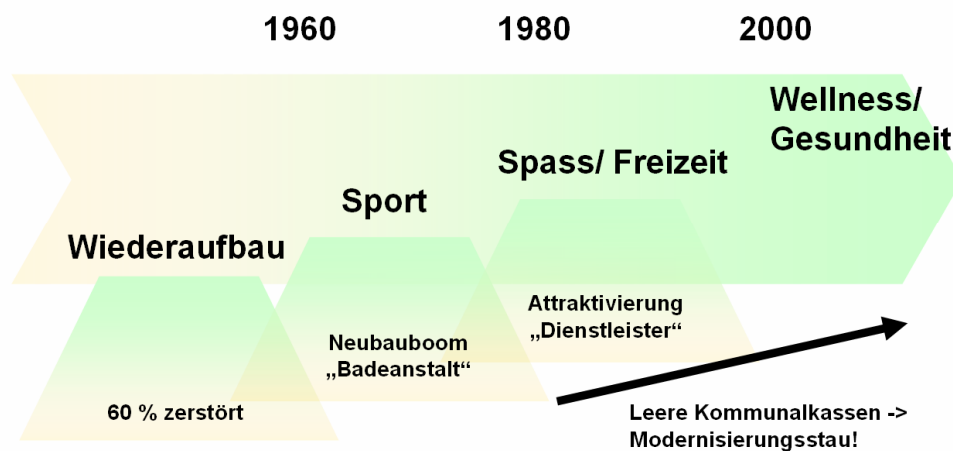 1960 1980 2000
Wellness/
Gesundheit
Spass/ Freizeit
Sport
Wiederaufbau
Attraktivierung
„Dienstleister“
Neubauboom
„Badeanstalt“
60 % zerstört
Leere Kommunalkassen ->
Modernisierungsstau!